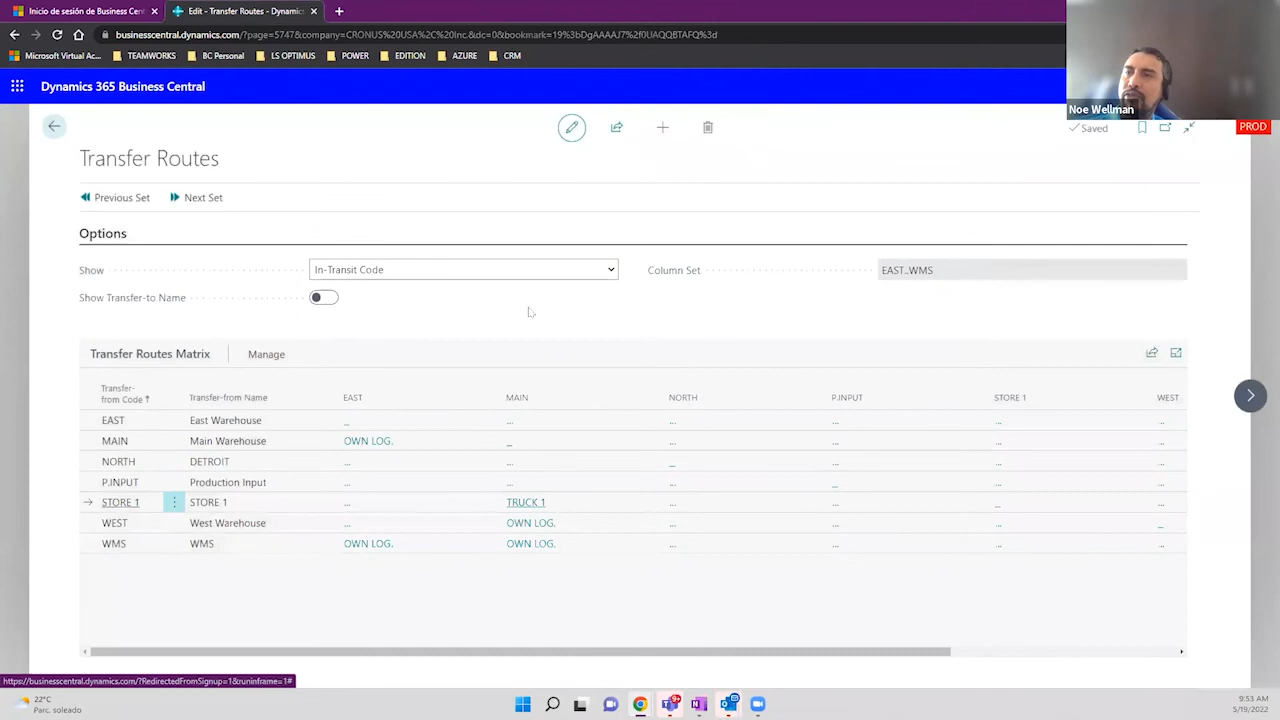 Inicio de sesión de Business Cent
Edit - Transfer Routes - Dynamic
businesscentral.dynamics.com/?page=5747&company=CRONUS%20USA%2C%20Inc.&dc=0&bookmark=19%3bDgAAAAJ7%2f0UAQQBTAFQ%3d
Microsoft Virtual Ac... TEAMWORKS BC Personal LS OPTIMUS POWER EDITION AZURE CRM
Dynamics 365 Business Central
Noe Wellman
Saved
PROD
Transfer Routes
Previous Set Next Set
Options
Show In-Transit Code Column Set EAST..WMS
Show Transfer-to Name
Transfer Routes Matrix Manage
Transfer-
from Code ↑ Transfer-from Name EAST MAIN NORTH P.INPUT STORE 1 WEST
EAST East Warehouse _ ... ... ... ... ...
MAIN Main Warehouse OWN LOG. _ ... ... ... ...
NORTH DETROIT ... ... _ ... ... ...
P.INPUT Production Input ... ... ... _ ... ...
STORE 1 STORE 1 ... TRUCK 1 ... ... _ ...
WEST West Warehouse ... OWN LOG. ... ... ... _
WMS WMS OWN LOG. OWN LOG. ... ... ... ...
https://businesscentral.dynamics.com/?RedirectedFromSignup=1&runinframe=1#
22°C
Parc. soleado
9:53 AM
5/19/2022